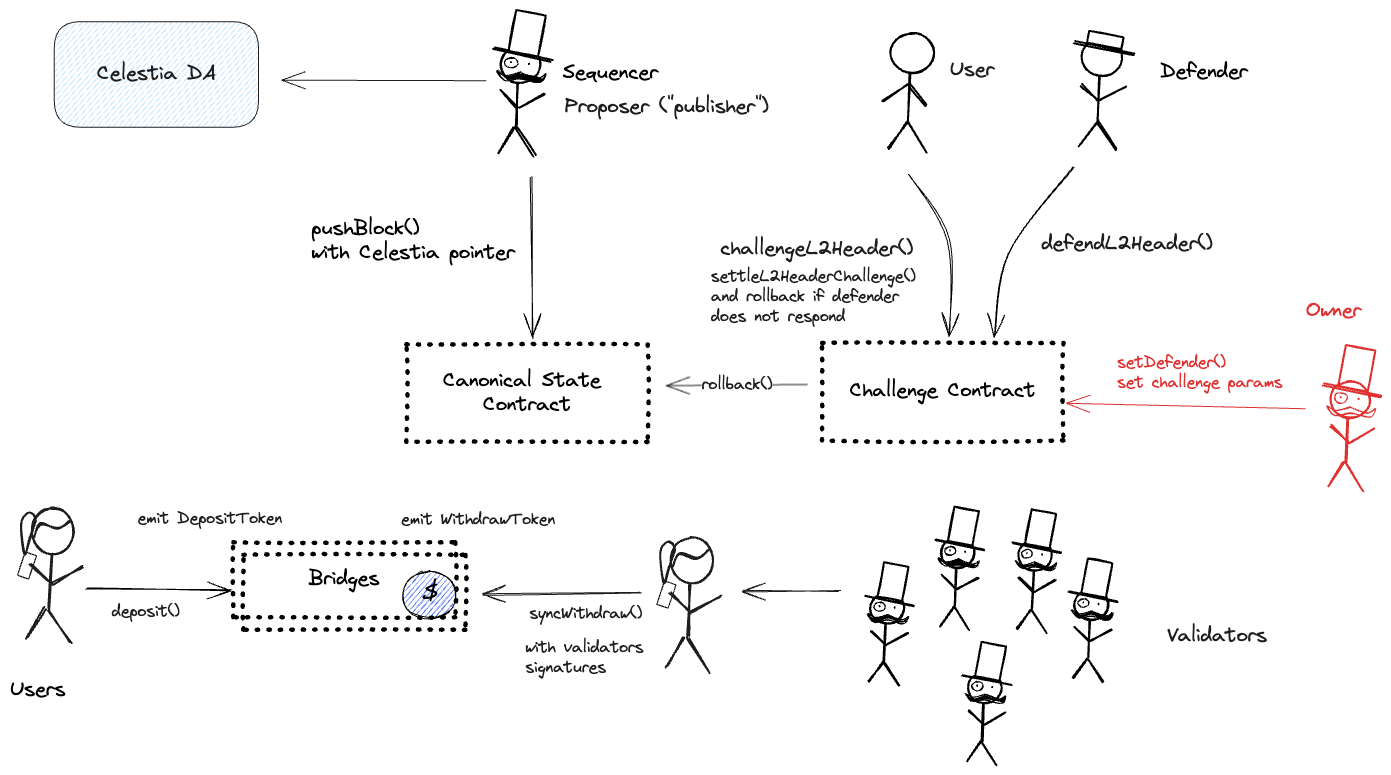 Celestia DA
Sequencer
Proposer ("publisher")
User
Defender
pushBlock()
with Celestia pointer
challengeL2Header()
settleL2HeaderChallenge()
and rollback if defender
does not respond
defendL2Header()
Owner
setDefender()
set challenge params
Canonical State
Contract
rollback()
Challenge Contract
emit DepositToken
emit WithdrawToken
Bridges
$
deposit()
syncWithdraw()
with validators
signatures
Validators
Users